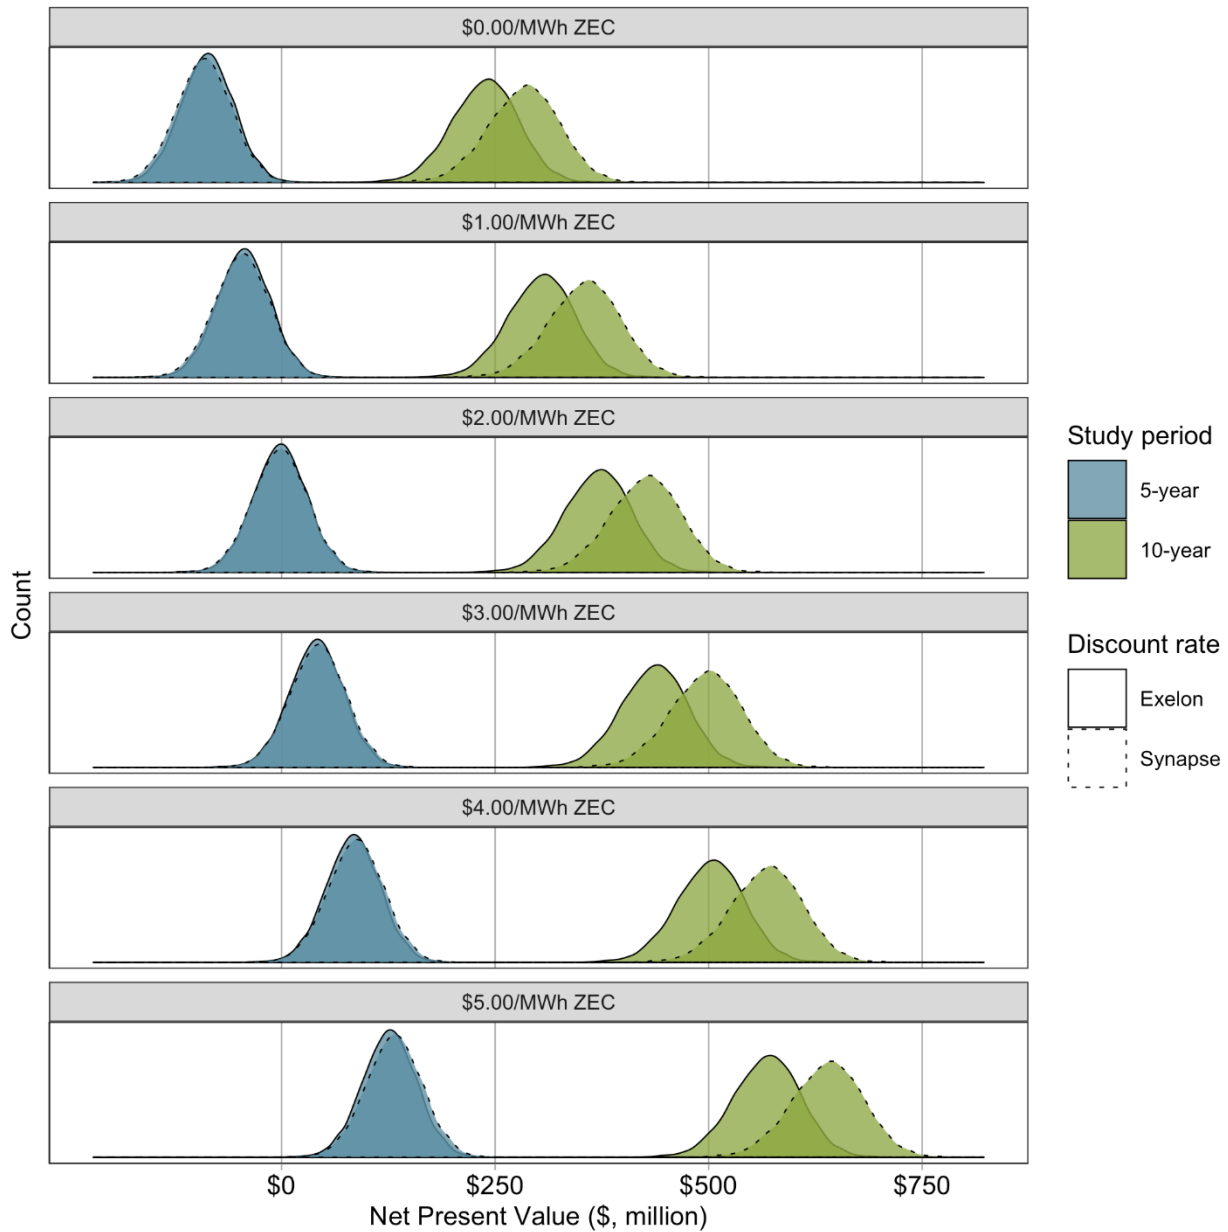 $0.00/MWh ZEC
$1.00/MWh ZEC
$2.00/MWh ZEC
$3.00/MWh ZEC
$4.00/MWh ZEC
$5.00/MWh ZEC
Count
$0
$250
$500
$750
Net Present Value ($, million)
Study period
5-year
10-year
Discount rate
Exelon
Synapse